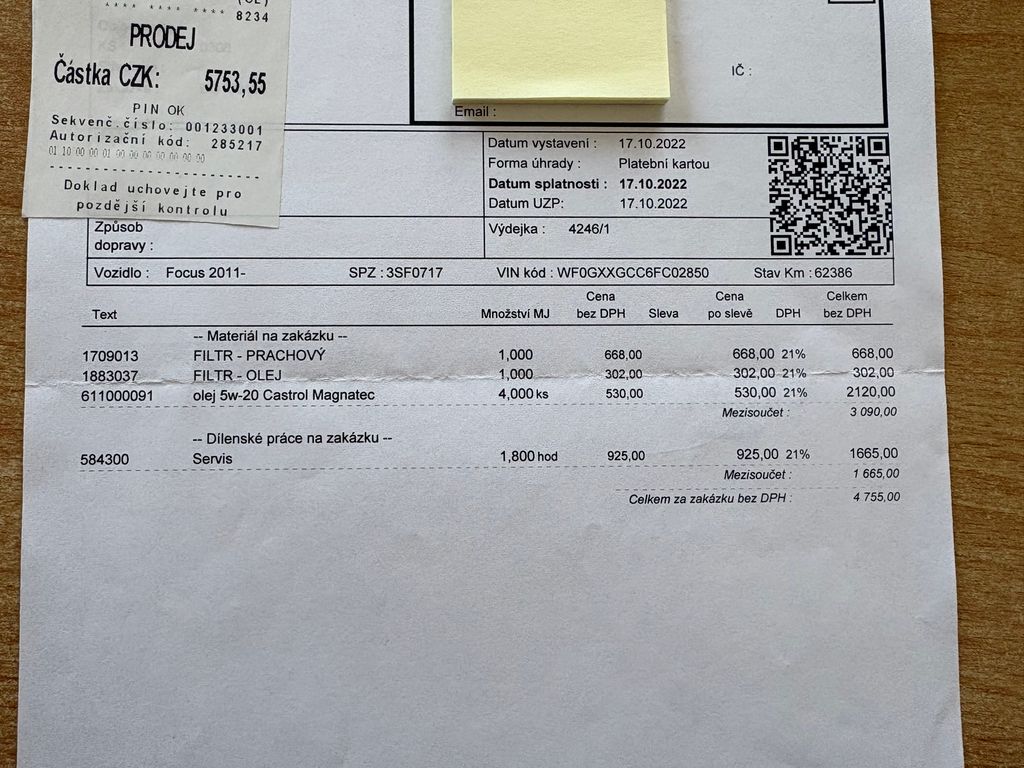 (CL)
**** **** **** 8234
PRODEJ
Částka CZK: 5753,55
PIN OK
Sekvenč.číslo: 001233001
Autorizační kód: 285217
Doklad uchovejte pro
pozdější kontrolu
IČ :
Email :
Datum vystavení : 17.10.2022
Forma úhrady : Platební kartou
Datum splatnosti : 17.10.2022
Datum UZP: 17.10.2022
Způsob
dopravy :
Výdejka : 4246/1
Vozidlo : Focus 2011- SPZ : 3SF0717 VIN kód : WF0GXXGCC6FC02850 Stav Km : 62386
Text Množství MJ Cena bez DPH Sleva Cena po slevě DPH Celkem bez DPH
-- Materiál na zakázku --
1709013 FILTR - PRACHOVÝ 1,000 668,00 668,00 21% 668,00
1883037 FILTR - OLEJ 1,000 302,00 302,00 21% 302,00
611000091 olej 5w-20 Castrol Magnatec 4,000 ks 530,00 530,00 21% 2120,00
Mezisoučet : 3 090,00
-- Dílenské práce na zakázku --
584300 Servis 1,800 hod 925,00 925,00 21% 1665,00
Mezisoučet : 1 665,00
Celkem za zakázku bez DPH : 4 755,00